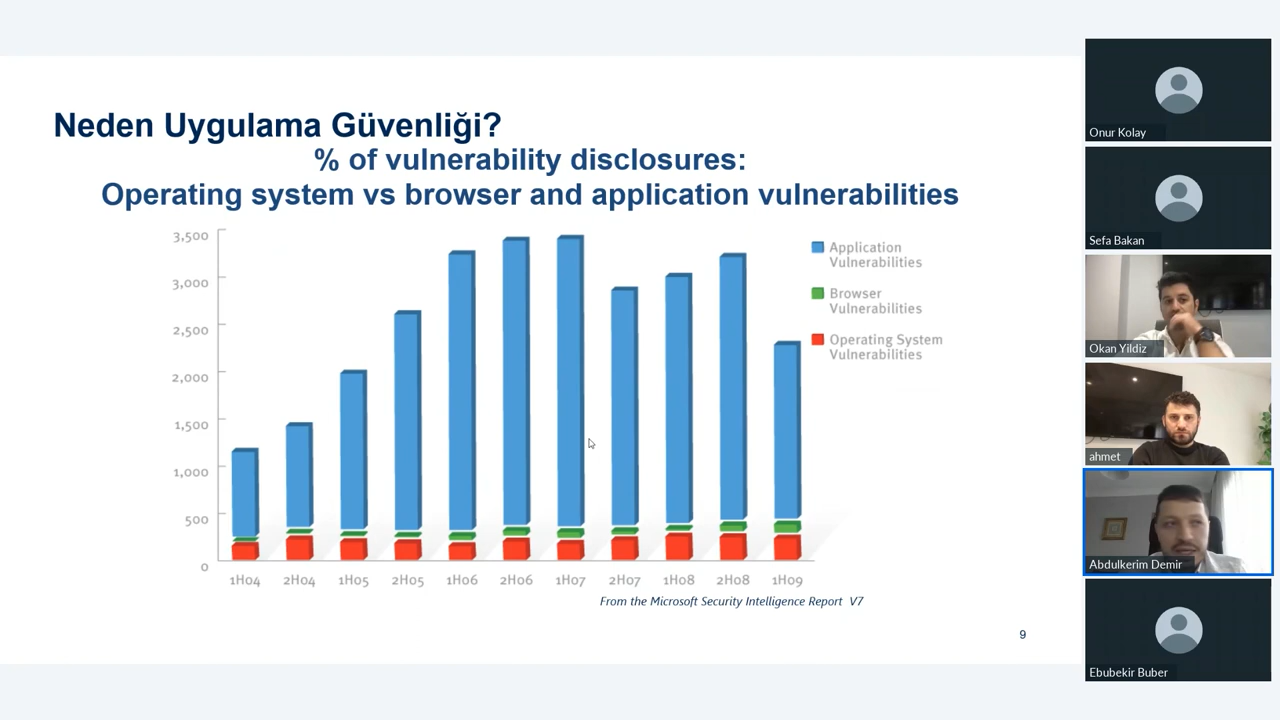 Neden Uygulama Güvenliği?
% of vulnerability disclosures:
Operating system vs browser and application vulnerabilities
3,500
3,000
2,500
2,000
1,500
1,000
500
0
1H04 2H04 1H05 2H05 1H06 2H06 1H07 2H07 1H08 2H08 1H09
Application
Vulnerabilities
Browser
Vulnerabilities
Operating System
Vulnerabilities
From the Microsoft Security Intelligence Report V7
9
Onur Kolay
Sefa Bakan
Okan Yildiz
ahmet
Abdulkerim Demir
Ebubekir Buber